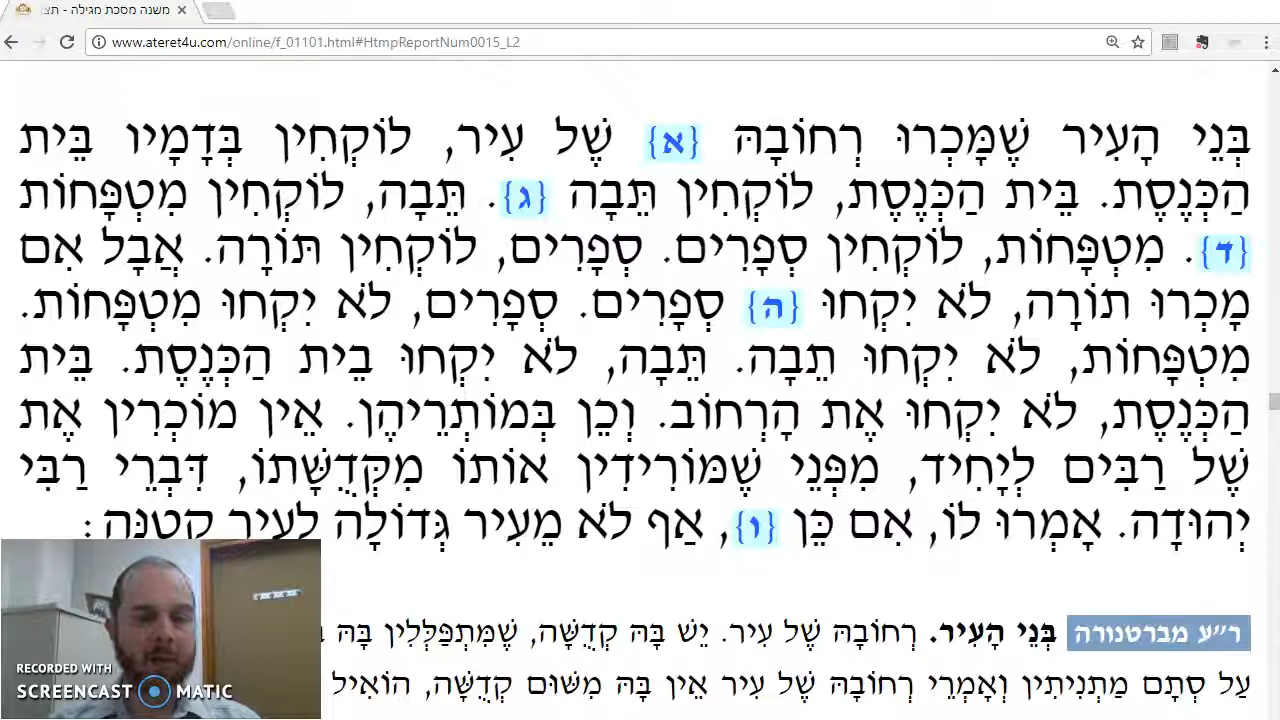 משנה מסכת מגילה - תצ
www.ateret4u.com/online/f_01101.html#HtmpReportNum0015_L2
בְּנֵי הָעִיר שֶׁמָּכְרוּ רְחוֹבָהּ {א} שֶׁל עִיר, לוֹקְחִין בְּדָמָיו בֵּית
הַכְּנֶסֶת. בֵּית הַכְּנֶסֶת, לוֹקְחִין תֵּבָה {ג}. תֵּבָה, לוֹקְחִין מִטְפָּחוֹת
{ד}. מִטְפָּחוֹת, לוֹקְחִין סְפָרִים. סְפָרִים, לוֹקְחִין תּוֹרָה. אֲבָל אִם
מָכְרוּ תוֹרָה, לֹא יִקְחוּ {ה} סְפָרִים. סְפָרִים, לֹא יִקְחוּ מִטְפָּחוֹת.
מִטְפָּחוֹת, לֹא יִקְחוּ תֵבָה. תֵּבָה, לֹא יִקְחוּ בֵית הַכְּנֶסֶת. בֵּית
הַכְּנֶסֶת, לֹא יִקְחוּ אֶת הָרְחוֹב. וְכֵן בְּמוֹתְרֵיהֶן. אֵין מוֹכְרִין אֶת
שֶׁל רַבִּים לְיָחִיד, מִפְּנֵי שֶׁמּוֹרִידִין אוֹתוֹ מִקְּדֻשָּׁתוֹ, דִּבְרֵי רַבִּי
יְהוּדָה. אָמְרוּ לוֹ, אִם כֵּן {ו}, אַף לֹא מֵעִיר גְּדוֹלָה לְעִיר קְטַנָּה:
ר״ע מברטנורה בְּנֵי הָעִיר. רְחוֹבָהּ שֶׁל עִיר. יֵשׁ בָּהּ קְדֻשָּׁה, שֶׁמִּתְפַּלְּלִין בָּהּ
עַל סְתָם מַתְנִיתִין וְאָמְרֵי רְחוֹבָהּ שֶׁל עִיר אֵין בָּהּ מִשּׁוּם קְדֻשָּׁה, הוֹאִיל
RECORDED WITH
SCREENCAST MATIC